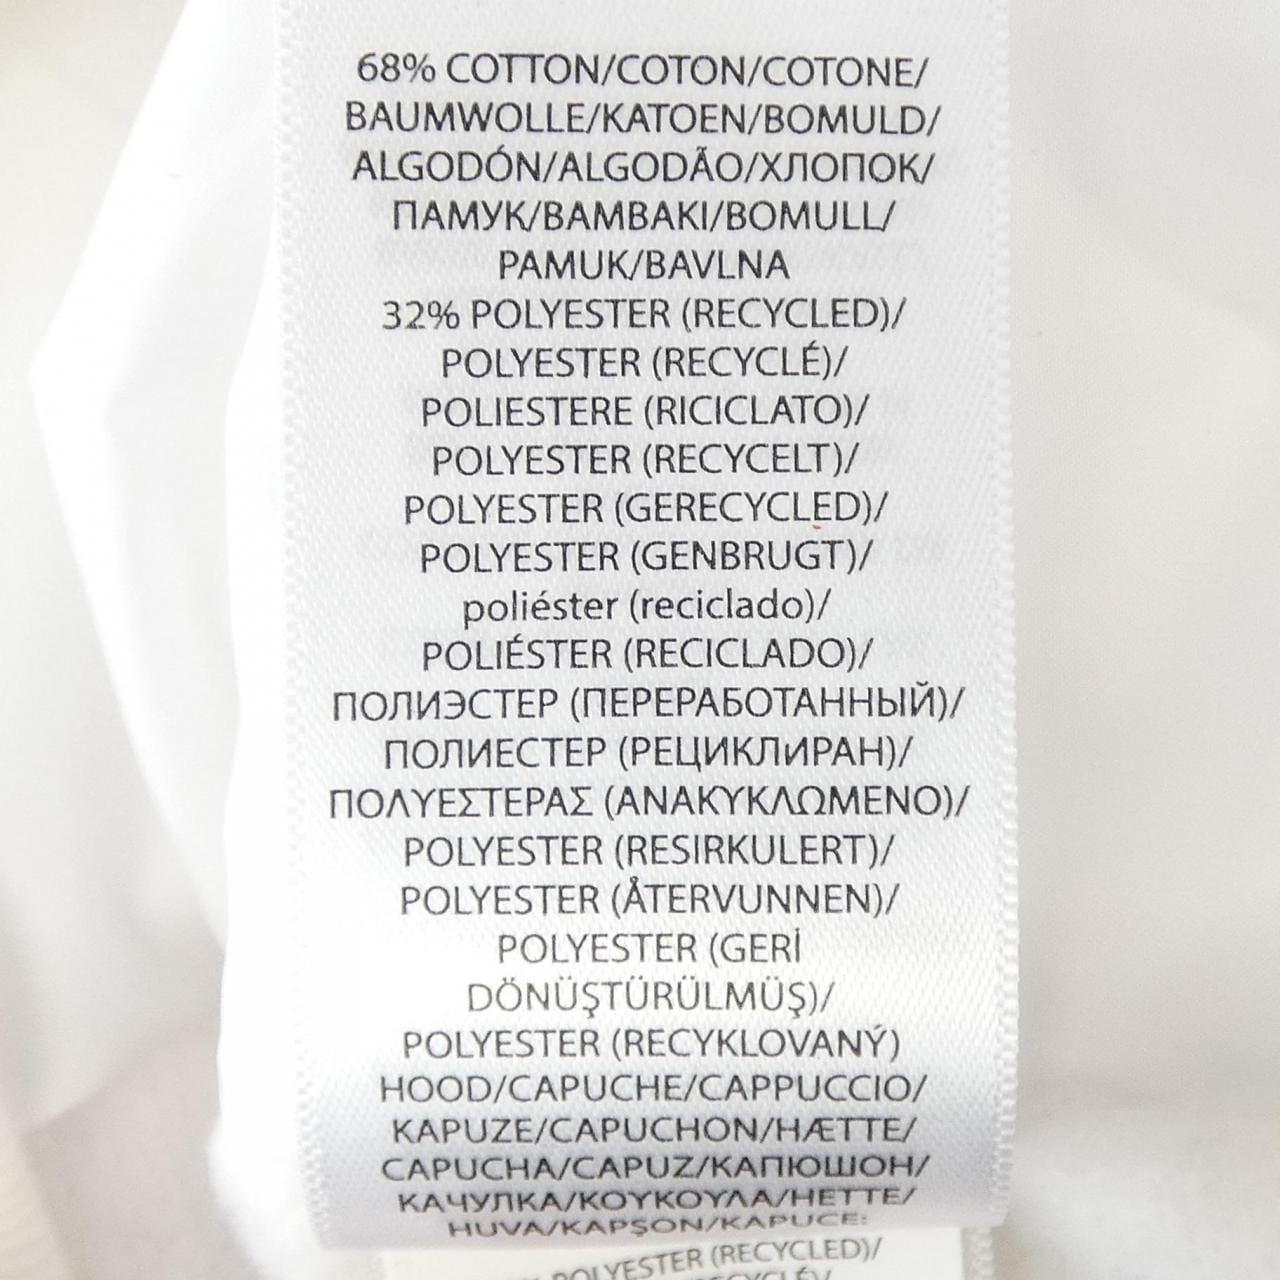 68% COTTON/COTON/COTONE/
BAUMWOLLE/KATOEN/BOMULD/
ALGODÓN/ALGODÃO/ХЛОПОК/
ПАМУК/ΒΑΜΒΑΚΙ/BOMULL/
PAMUK/BAVLNA
32% POLYESTER (RECYCLED)/
POLYESTER (RECYCLÉ)/
POLIESTERE (RICICLATO)/
POLYESTER (RECYCELT)/
POLYESTER (GERECYCLED)/
POLYESTER (GENBRUGT)/
poliéster (reciclado)/
POLIÉSTER (RECICLADO)/
ПОЛИЭСТЕР (ПЕРЕРАБОТАННЫЙ)/
ПОЛИЕСТЕР (РЕЦИКЛИРАН)/
ΠΟΛΥΕΣΤΕΡΑΣ (ΑΝΑΚΥΚΛΩΜΕΝΟ)/
POLYESTER (RESIRKULERT)/
POLYESTER (ÅTERVUNNEN)/
POLYESTER (GERİ
DÖNÜŞTÜRÜLMÜŞ)/
POLYESTER (RECYKLOVANÝ)
HOOD/CAPUCHE/CAPPUCCIO/
KAPUZE/CAPUCHON/HÆTTE/
CAPUCHA/CAPUZ/КАПЮШОН/
КАЧУЛКА/ΚΟΥΚΟΥΛΑ/HETTE/
HUVA/KAPŞON/KAPUCE:
POLYESTER (RECYCLED)/